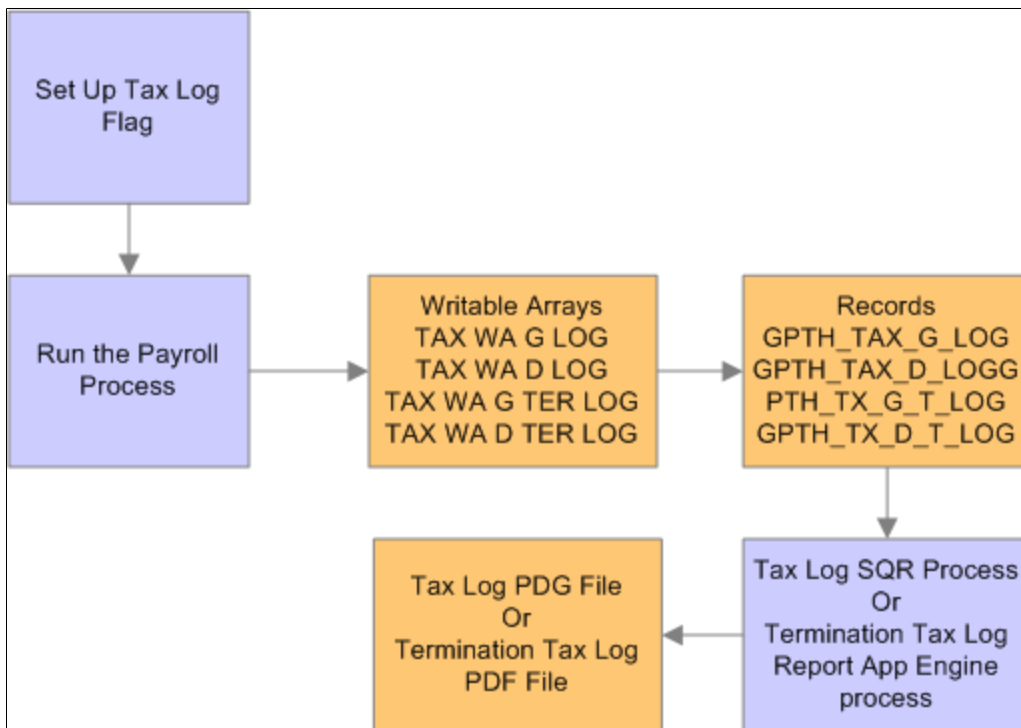 Set Up Tax Log
Flag
Run the Payroll
Process
Writable Arrays
TAX WA G LOG
TAX WA D LOG
TAX WA G TER LOG
TAX WA D TER LOG
Records
GPTH_TAX_G_LOG
GPTH_TAX_D_LOGG
PTH_TX_G_T_LOG
GPTH_TX_D_T_LOG
Tax Log SQR Process
Or
Termination Tax Log
Report App Engine
process
Tax Log PDG File
Or
Termination Tax Log
PDF File